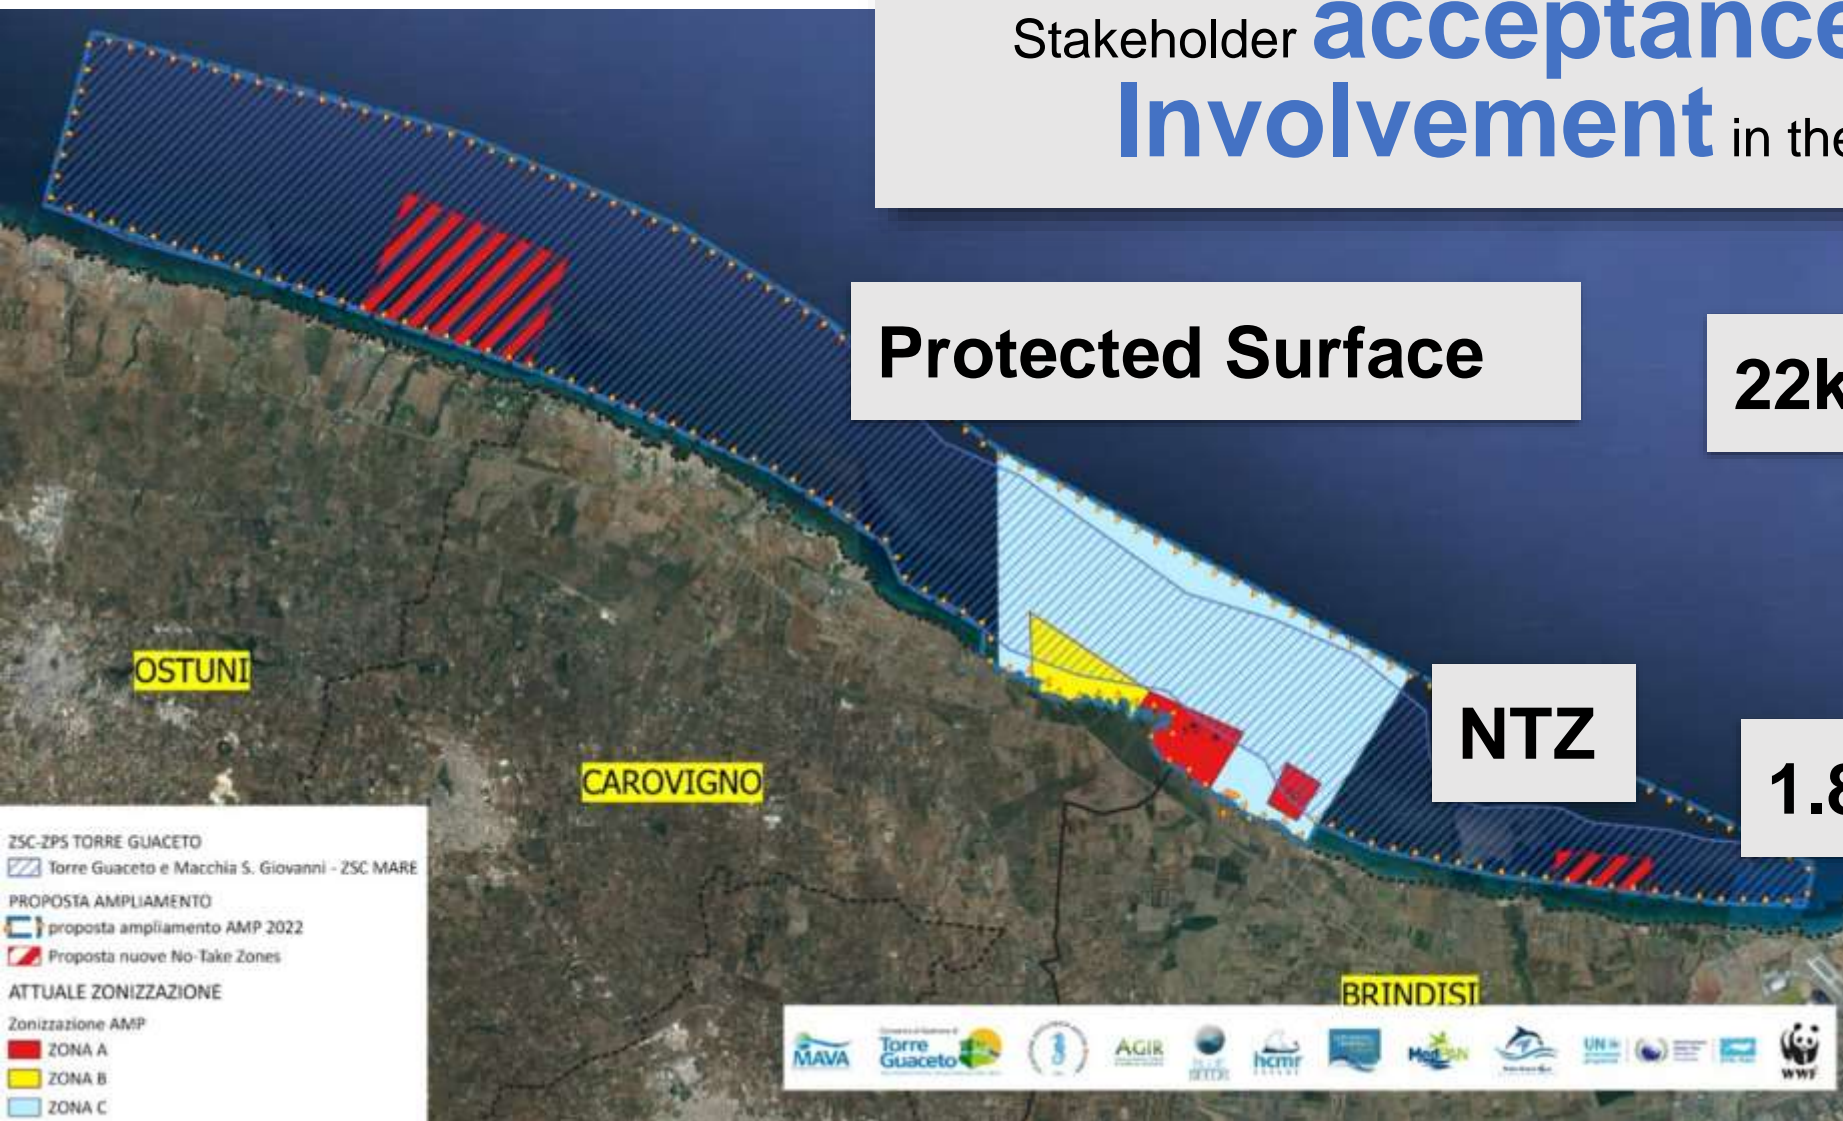 Stakeholder acceptance
Involvement in the
Protected Surface
22k
NTZ
1.8
OSTUNI
CAROVIGNO
BRINDISI
ZSC-ZPS TORRE GUACETO
Torre Guaceto e Macchia S. Giovanni - ZSC MARE
PROPOSTA AMPLIAMENTO
proposta ampliamento AMP 2022
Proposta nuove No-Take Zones
ATTUALE ZONIZZAZIONE
Zonizzazione AMP
ZONA A
ZONA B
ZONA C
MAVA
Torre
Guaceto
AGIR
hcmr
MedPAN
UN
WWF